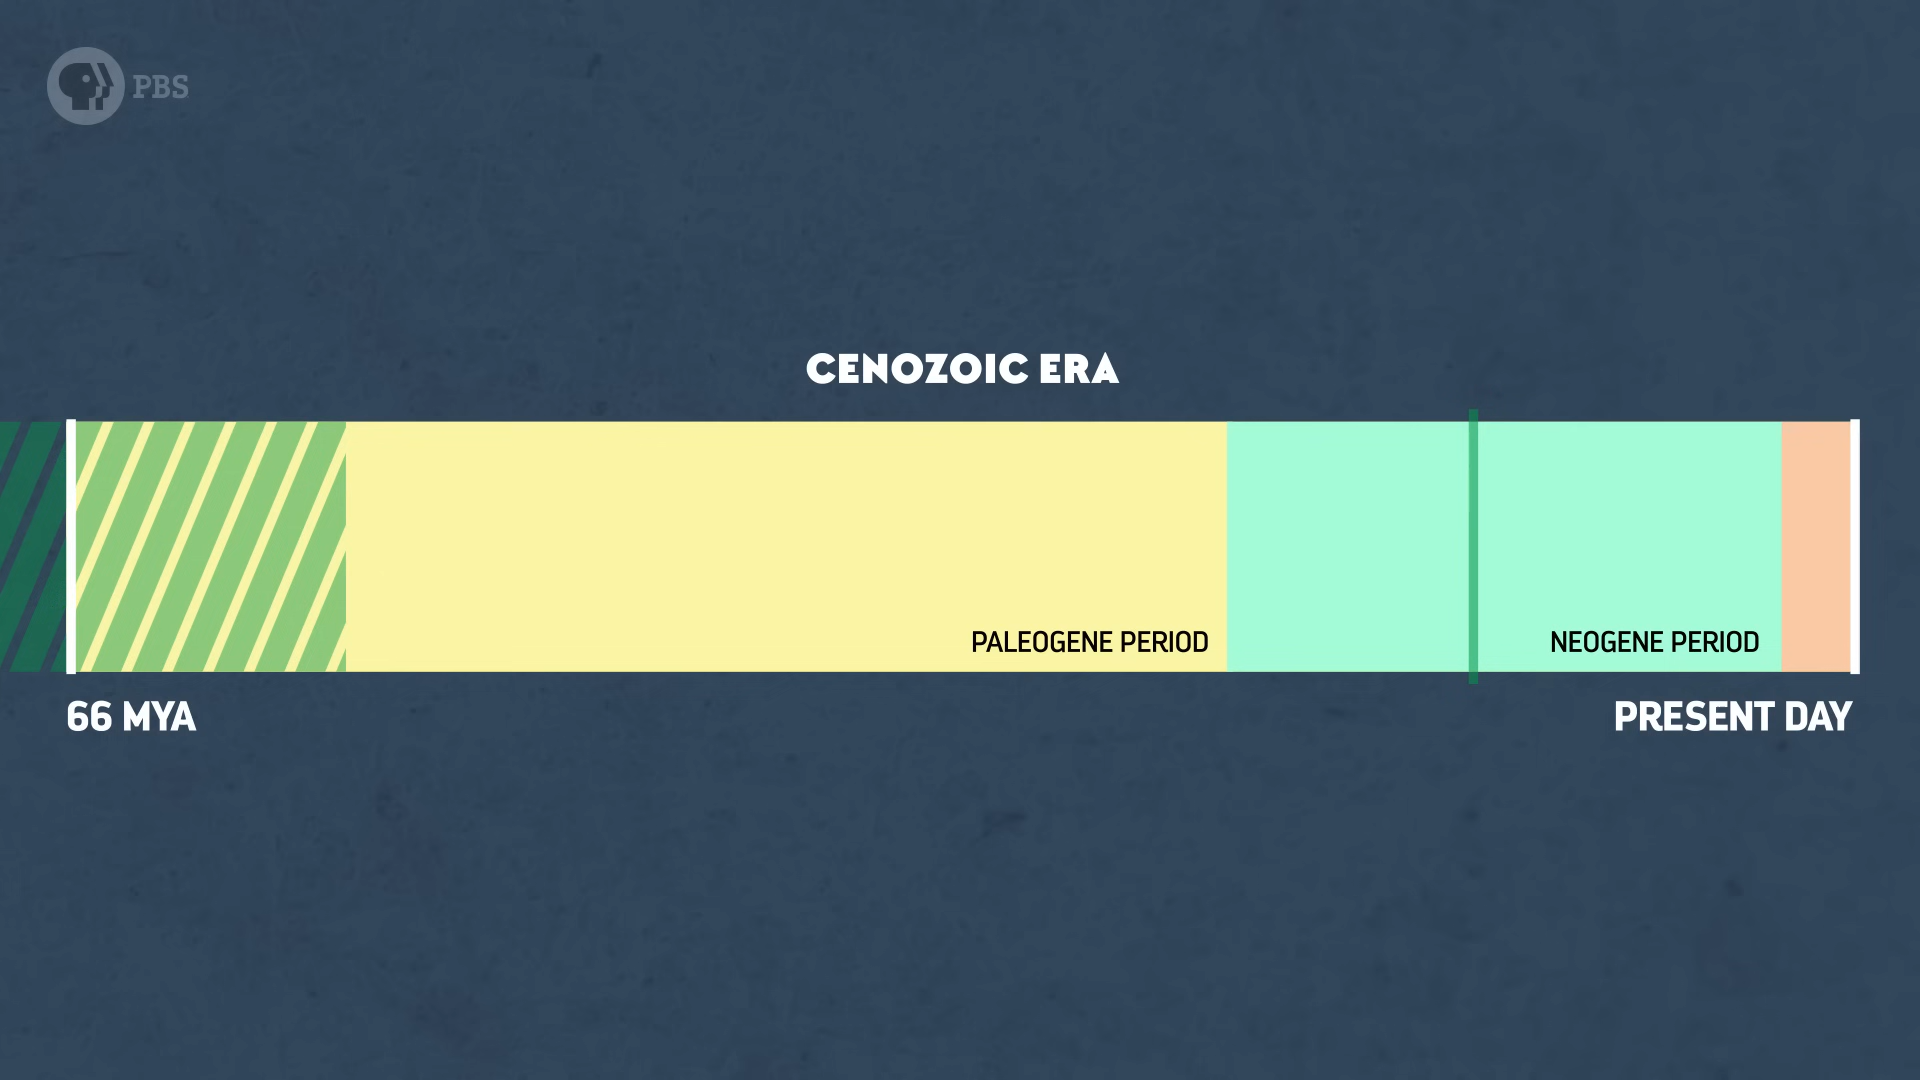 PBS
CENOZOIC ERA
PALEOGENE PERIOD
NEOGENE PERIOD
66 MYA
PRESENT DAY